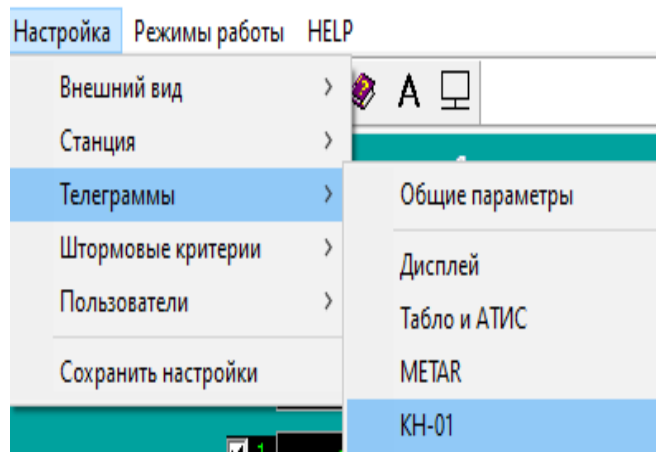 Настройка Режимы работы HELP
Внешний вид
Станция
Телеграммы
Штормовые критерии
Пользователи
Сохранить настройки
A
Общие параметры
Дисплей
Табло и АТИС
METAR
КН-01
1